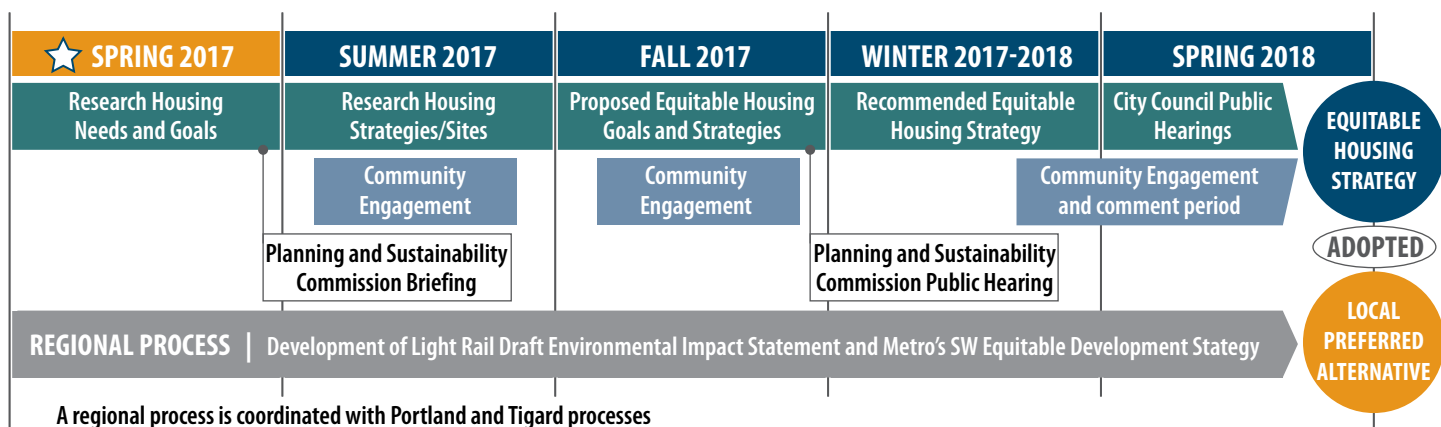 SPRING 2017
SUMMER 2017
FALL 2017
WINTER 2017-2018
SPRING 2018
Research Housing
Needs and Goals
Research Housing
Strategies/Sites
Proposed Equitable Housing
Goals and Strategies
Recommended Equitable
Housing Strategy
City Council Public
Hearings
EQUITABLE
HOUSING
STRATEGY
Community
Engagement
Community
Engagement
Community Engagement
and comment period
Planning and Sustainability
Commission Briefing
Planning and Sustainability
Commission Public Hearing
ADOPTED
REGIONAL PROCESS | Development of Light Rail Draft Environmental Impact Statement and Metro's SW Equitable Development Stategy
LOCAL
PREFERRED
ALTERNATIVE
A regional process is coordinated with Portland and Tigard processes